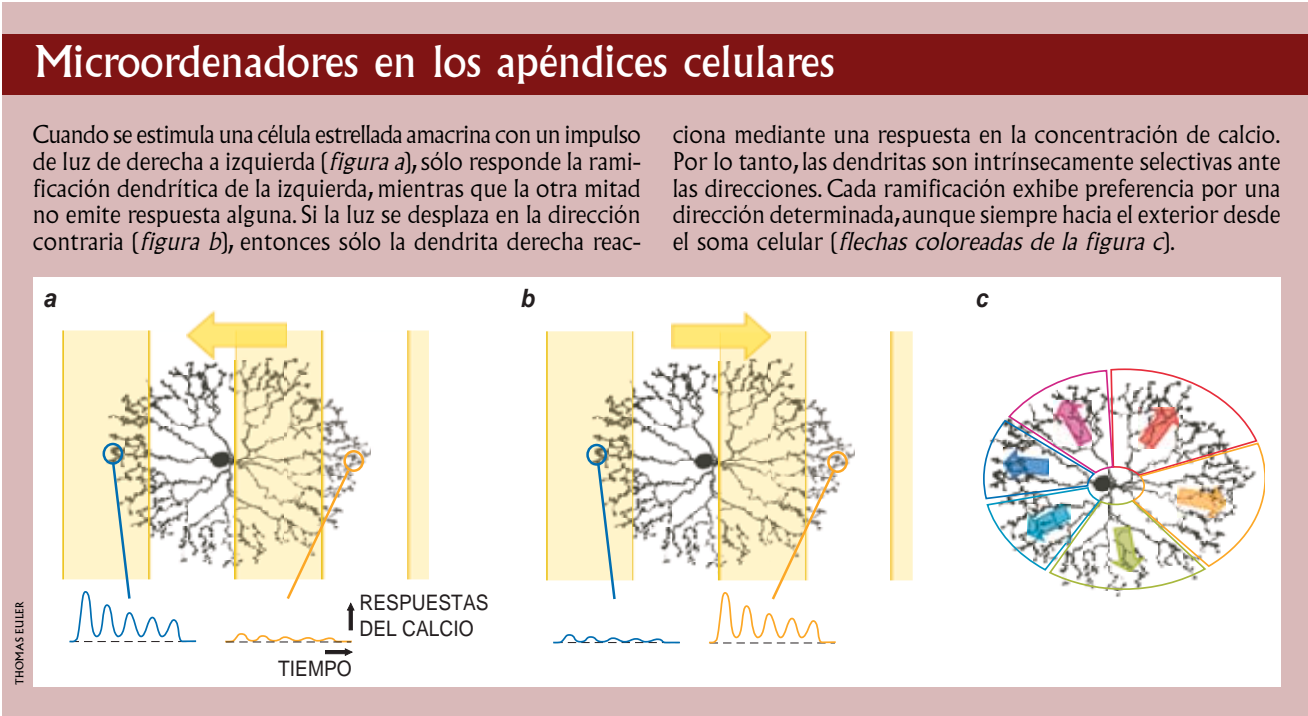 Microordenadores en los apéndices celulares
Cuando se estimula una célula estrellada amacrina con un impulso
de luz de derecha a izquierda (figura a), sólo responde la rami-
ficación dendrítica de la izquierda, mientras que la otra mitad
no emite respuesta alguna. Si la luz se desplaza en la dirección
contraria (figura b), entonces sólo la dendrita derecha reac-
ciona mediante una respuesta en la concentración de calcio.
Por lo tanto, las dendritas son intrínsecamente selectivas ante
las direcciones. Cada ramificación exhibe preferencia por una
dirección determinada, aunque siempre hacia el exterior desde
el soma celular (flechas coloreadas de la figura c).
a
b
c
RESPUESTAS
DEL CALCIO
TIEMPO
THOMAS EULER